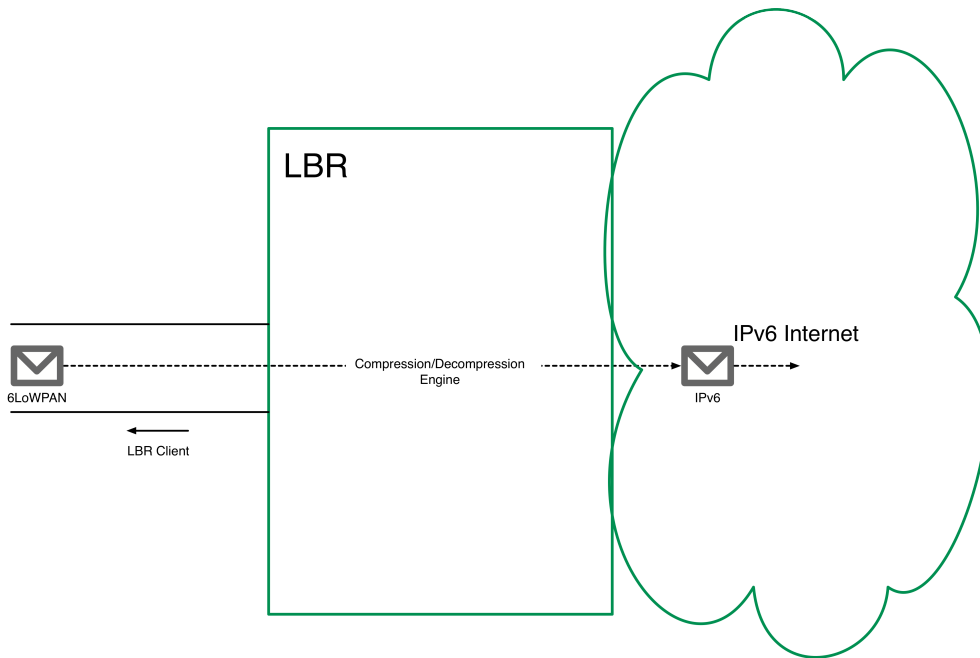 LBR
IPv6 Internet
Compression/Decompression
Engine
6LoWPAN
IPv6
LBR Client